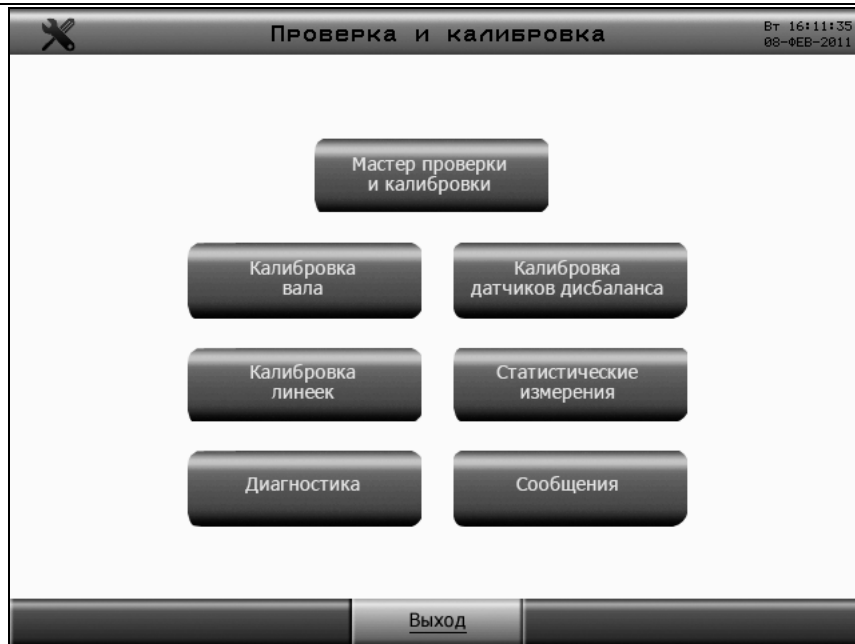 Проверка и калибровка
Вт 16:11:35
08-ФЕВ-2011
Мастер проверки
и калибровки
Калибровка
вала
Калибровка
датчиков дисбаланса
Калибровка
линеек
Статистические
измерения
Диагностика
Сообщения
Выход